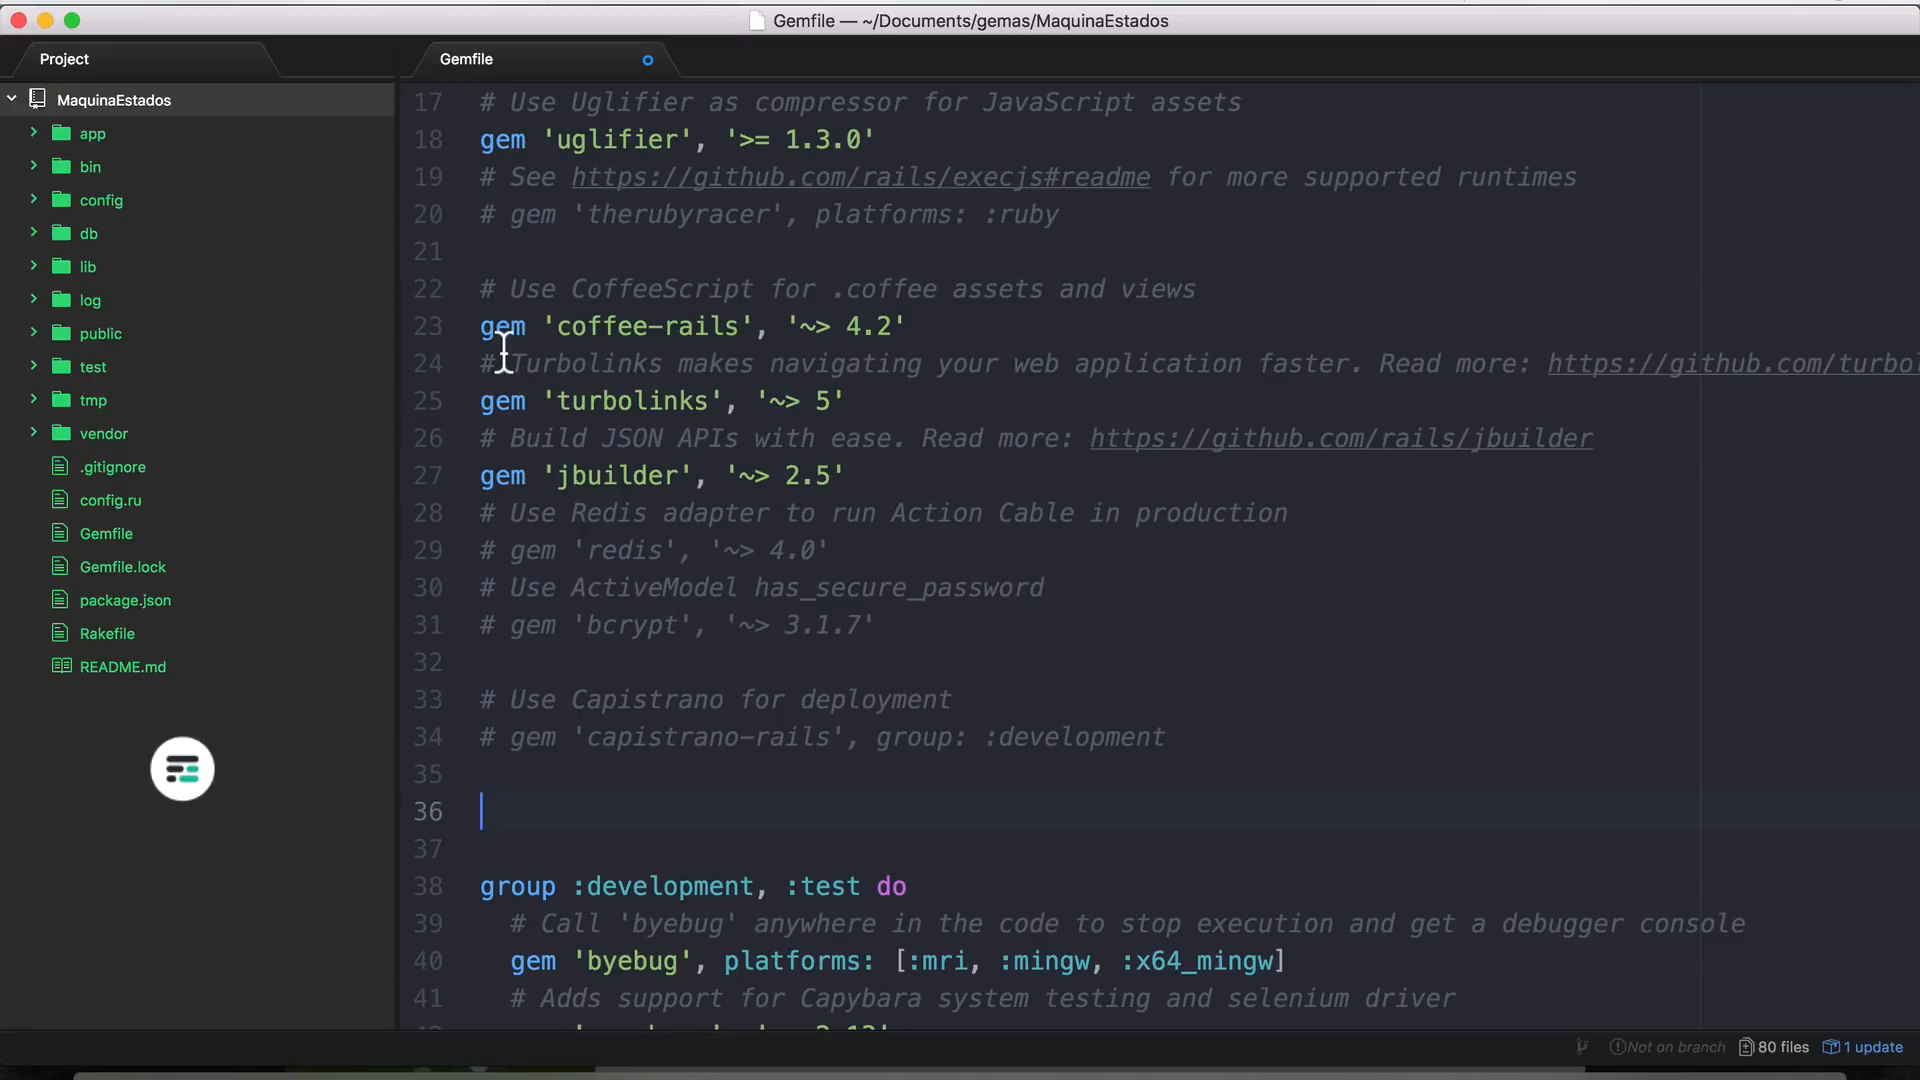 Gemfile — ~/Documents/gemas/MaquinaEstados
Project
Gemfile
MaquinaEstados
app
bin
config
db
lib
log
public
test
tmp
vendor
.gitignore
config.ru
Gemfile
Gemfile.lock
package.json
Rakefile
README.md
17 # Use Uglifier as compressor for JavaScript assets
18 gem 'uglifier', '>= 1.3.0'
19 # See https://github.com/rails/execjs#readme for more supported runtimes
20 # gem 'therubyracer', platforms: :ruby
21
22 # Use CoffeeScript for .coffee assets and views
23 gem 'coffee-rails', '~> 4.2'
24 # Turbolinks makes navigating your web application faster. Read more: https://github.com/turbol
25 gem 'turbolinks', '~> 5'
26 # Build JSON APIs with ease. Read more: https://github.com/rails/jbuilder
27 gem 'jbuilder', '~> 2.5'
28 # Use Redis adapter to run Action Cable in production
29 # gem 'redis', '~> 4.0'
30 # Use ActiveModel has_secure_password
31 # gem 'bcrypt', '~> 3.1.7'
32
33 # Use Capistrano for deployment
34 # gem 'capistrano-rails', group: :development
35
36
37
38 group :development, :test do
39 # Call 'byebug' anywhere in the code to stop execution and get a debugger console
40 gem 'byebug', platforms: [:mri, :mingw, :x64_mingw]
41 # Adds support for Capybara system testing and selenium driver
Not on branch 80 files 1 update